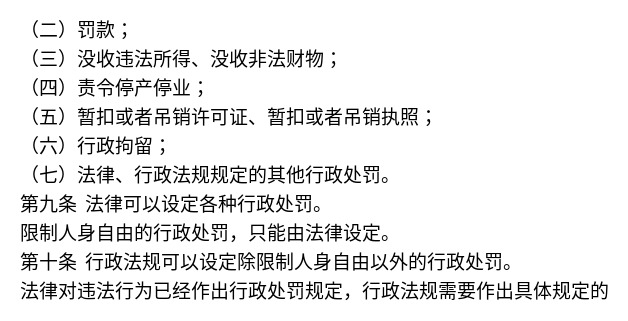 （二）罚款；
（三）没收违法所得、没收非法财物；
（四）责令停产停业；
（五）暂扣或者吊销许可证、暂扣或者吊销执照；
（六）行政拘留；
（七）法律、行政法规规定的其他行政处罚。
第九条 法律可以设定各种行政处罚。
限制人身自由的行政处罚，只能由法律设定。
第十条 行政法规可以设定除限制人身自由以外的行政处罚。
法律对违法行为已经作出行政处罚规定，行政法规需要作出具体规定的